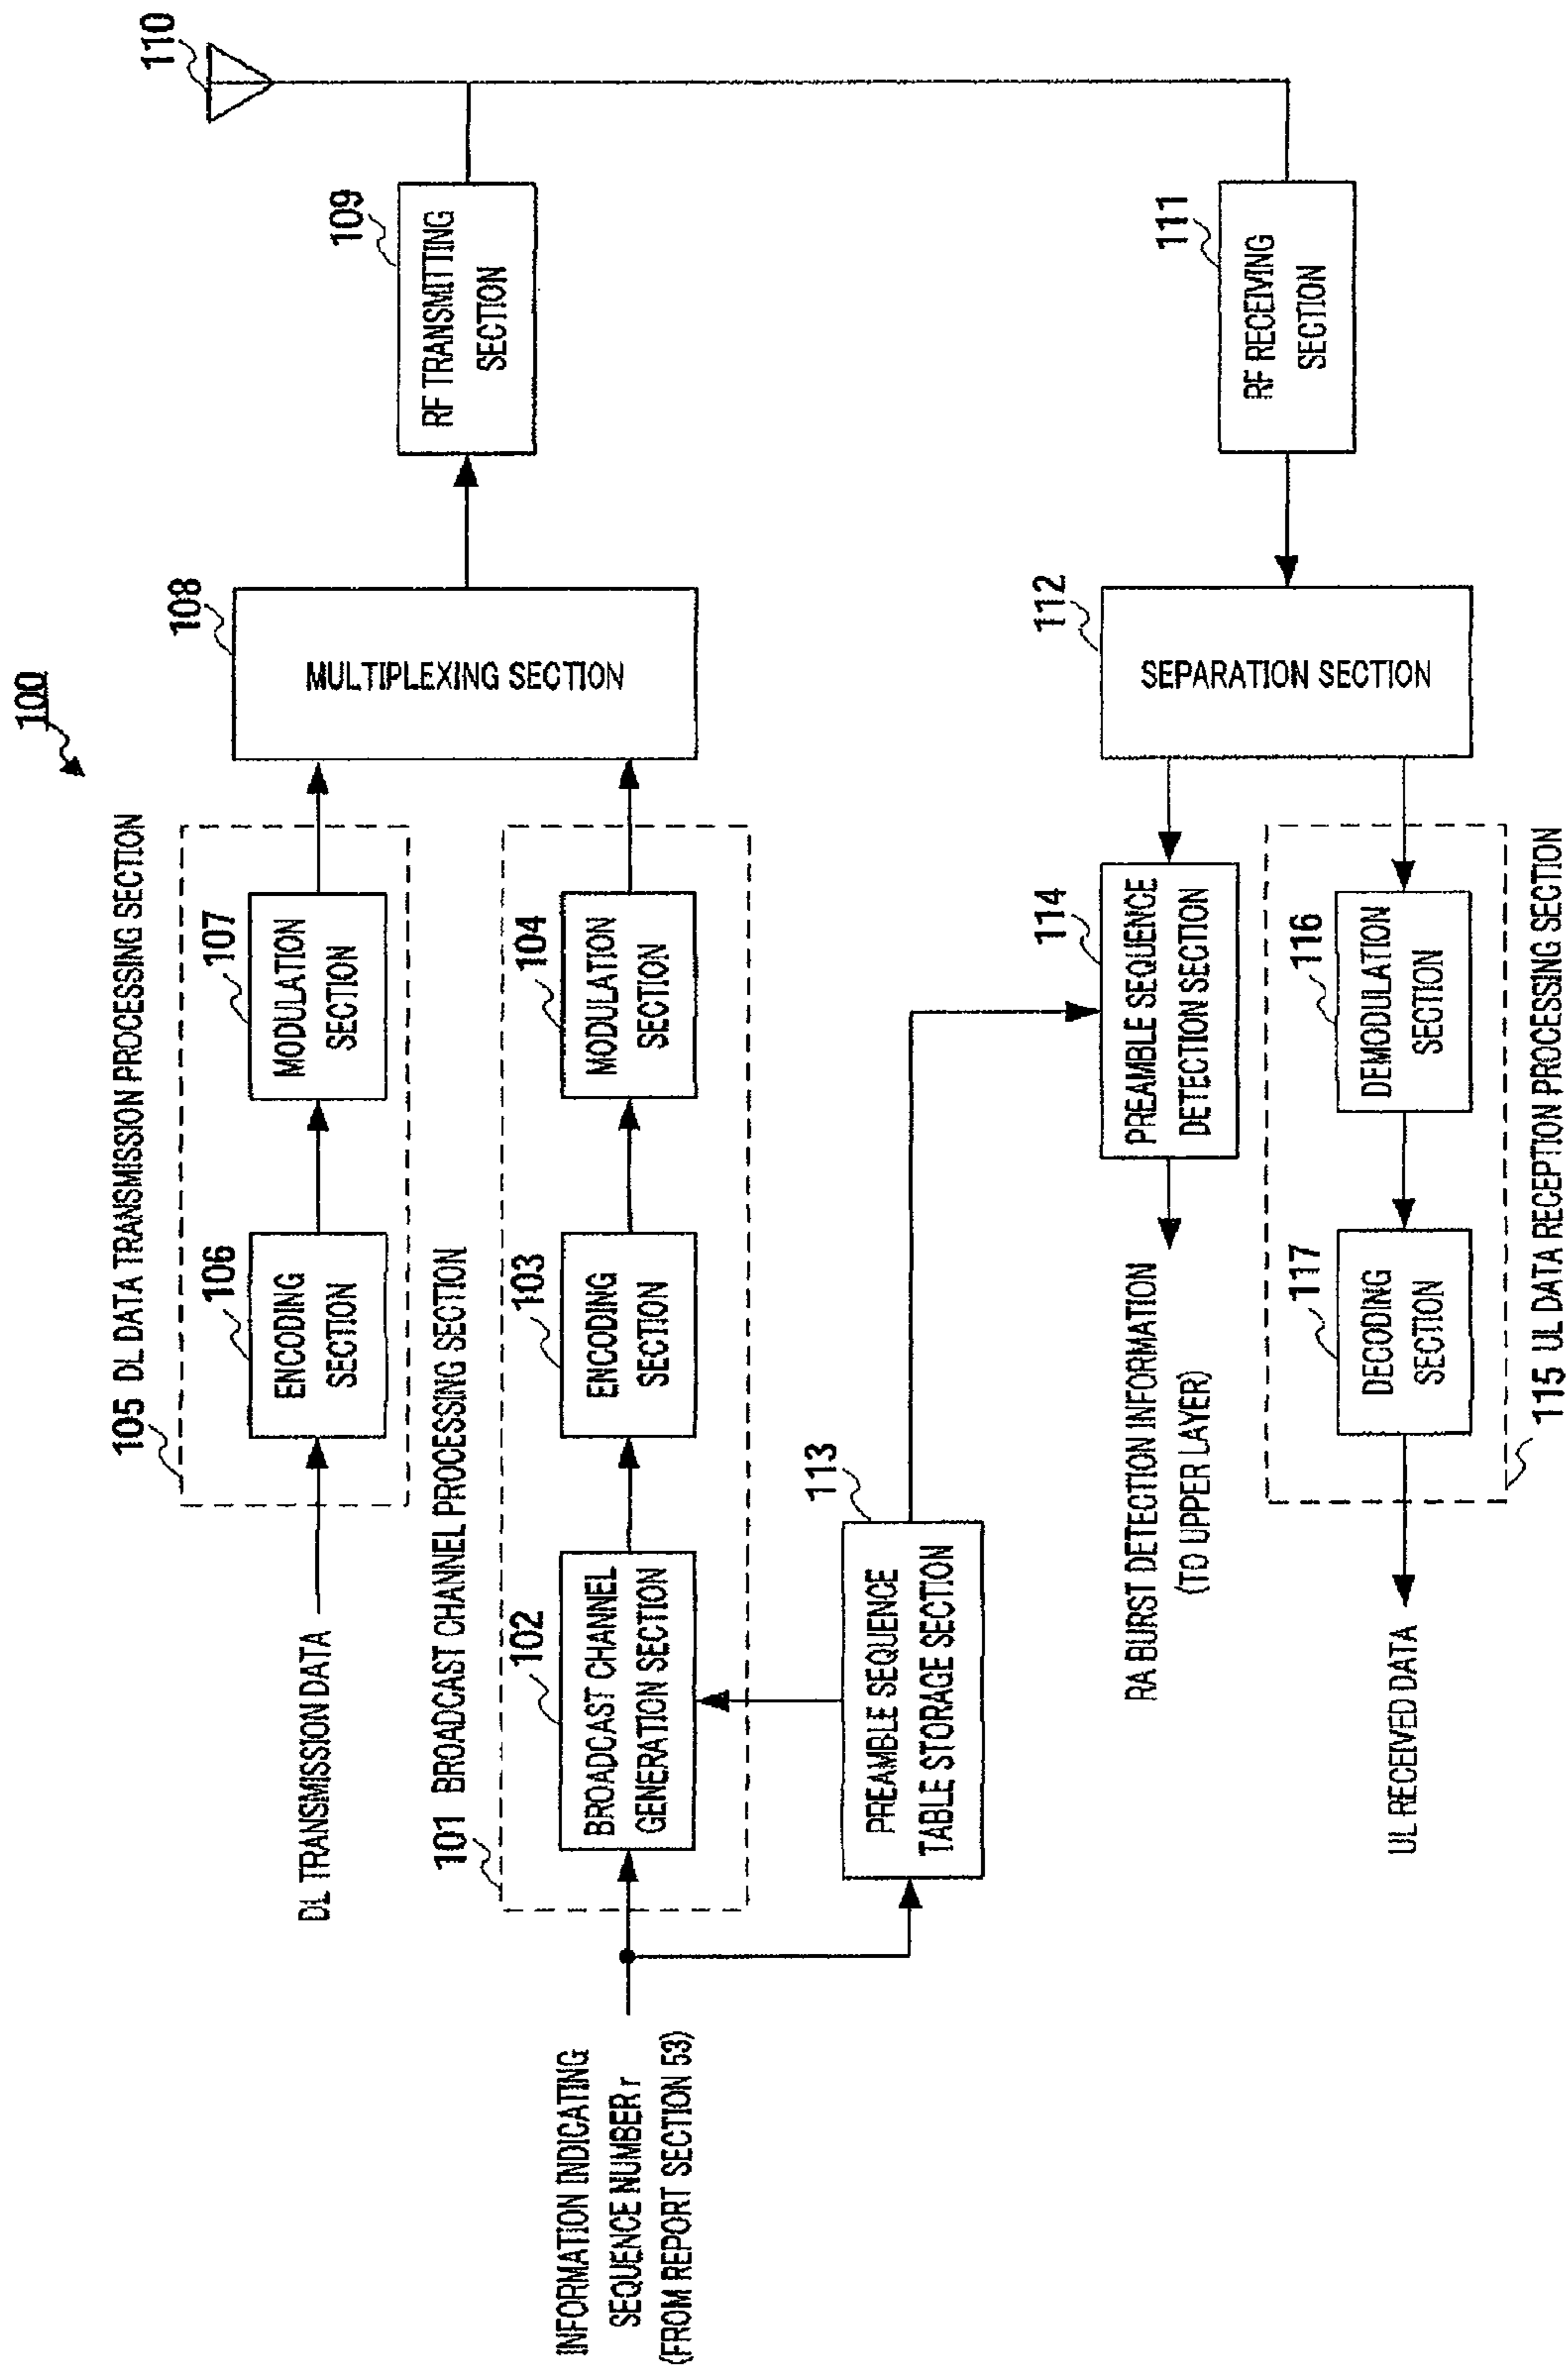 100
105 DL DATA TRANSMISSION PROCESSING SECTION
106
107
108
109
110
DL TRANSMISSION DATA
ENCODING
SECTION
MODULATION
SECTION
MULTIPLEXING SECTION
RF TRANSMITTING
SECTION
101 BROADCAST CHANNEL PROCESSING SECTION
102
103
104
INFORMATION INDICATING
SEQUENCE NUMBER r
(FROM REPORT SECTION 53)
BROADCAST CHANNEL
GENERATION SECTION
ENCODING
SECTION
MODULATION
SECTION
113
PREAMBLE SEQUENCE
TABLE STORAGE SECTION
114
112
111
RA BURST DETECTION INFORMATION
(TO UPPER LAYER)
PREAMBLE SEQUENCE
DETECTION SECTION
SEPARATION SECTION
RF RECEIVING
SECTION
117
116
UL RECEIVED DATA
DECODING
SECTION
DEMODULATION
SECTION
115 UL DATA RECEPTION PROCESSING SECTION